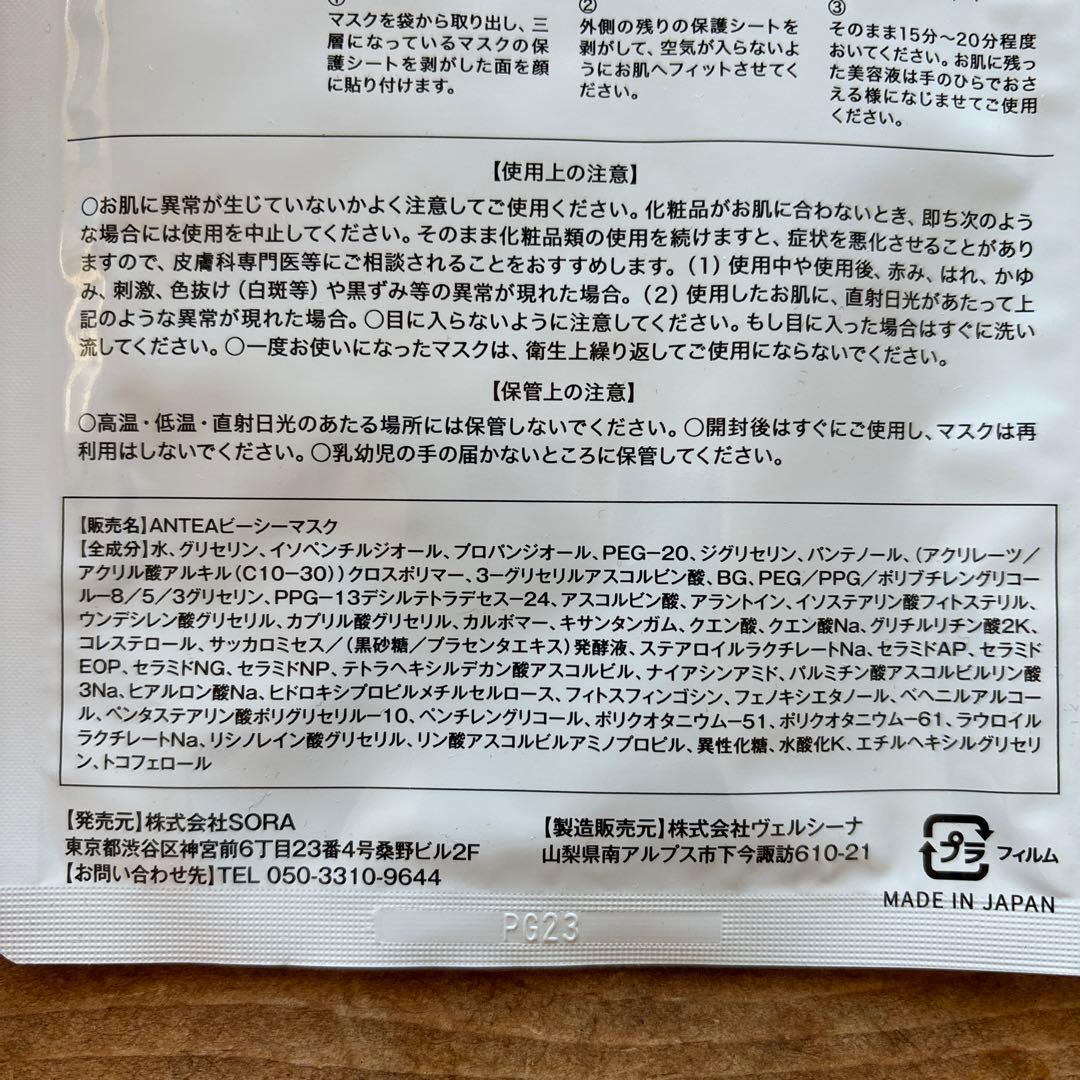 ①
マスクを袋から取り出し、三
層になっているマスクの保
護シートを剥がした面を顔
に貼り付けます。
②
外側の残りの保護シートを
剥がして、空気が入らないよ
うにお肌へフィットさせてく
ださい。
③
そのまま15分〜20分程度
おいてください。お肌に残っ
た美容液は手のひらでおさ
える様になじませてご使用
ください。
【使用上の注意】
○お肌に異常が生じていないかよく注意してご使用ください。化粧品がお肌に合わないとき、即ち次のよう
な場合には使用を中止してください。そのまま化粧品類の使用を続けますと、症状を悪化させることがあり
ますので、皮膚科専門医等にご相談されることをおすすめします。(1)使用中や使用後、赤み、はれ、かゆ
み、刺激、色抜け(白斑等)や黒ずみ等の異常が現れた場合。(2)使用したお肌に、直射日光があたって上
記のような異常が現れた場合。○目に入らないように注意してください。もし目に入った場合はすぐに洗い
流してください。○一度お使いになったマスクは、衛生上繰り返してご使用にならないでください。
【保管上の注意】
○高温・低温・直射日光のあたる場所には保管しないでください。○開封後はすぐにご使用し、マスクは再
利用はしないでください。○乳幼児の手の届かないところに保管してください。
【販売名】ANTEAビーシーマスク
【全成分】水、グリセリン、イソペンチルジオール、プロパンジオール、PEG-20、ジグリセリン、パンテノール、(アクリレーツ/
アクリル酸アルキル(C10-30))クロスポリマー、3-グリセリルアスコルビン酸、BG、PEG/PPG/ポリブチレングリコー
ル-8/5/3グリセリン、PPG-13デシルテトラデセス-24、アスコルビン酸、アラントイン、イソステアリン酸フィトステリル、
ウンデシレン酸グリセリル、カプリル酸グリセリル、カルボマー、キサンタンガム、クエン酸、クエン酸Na、グリチルリチン酸2K、
コレステロール、サッカロミセス/(黒砂糖/プラセンタエキス)発酵液、ステアロイルラクチレートNa、セラミドAP、セラミド
EOP、セラミドNG、セラミドNP、テトラヘキシルデカン酸アスコルビル、ナイアシンアミド、パルミチン酸アスコルビルリン酸
3Na、ヒアルロン酸Na、ヒドロキシプロピルメチルセルロース、フィトスフィンゴシン、フェノキシエタノール、ベヘニルアルコー
ル、ペンタステアリン酸ポリグリセリル-10、ペンチレングリコール、ポリクオタニウム-51、ポリクオタニウム-61、ラウロイル
ラクチレートNa、リシノレイン酸グリセリル、リン酸アスコルビルアミノプロピル、異性化糖、水酸化K、エチルヘキシルグリセリ
ン、トコフェロール
【発売元】株式会社SORA
東京都渋谷区神宮前6丁目23番4号桑野ビル2F
【お問い合わせ先】TEL 050-3310-9644
【製造販売元】株式会社ヴェルシーナ
山梨県南アルプス市下今諏訪610-21
プラ フィルム
MADE IN JAPAN
PG23